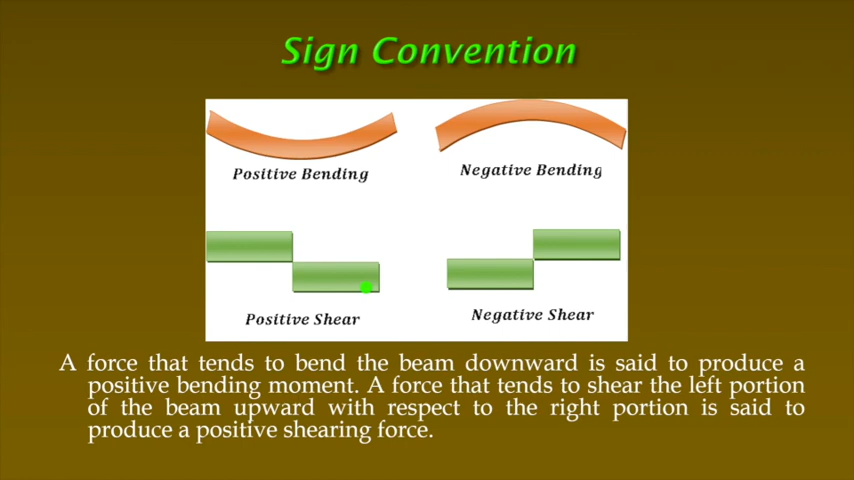 Sign Convention
Positive Bending
Negative Bending
Positive Shear
Negative Shear
A force that tends to bend the beam downward is said to produce a
positive bending moment. A force that tends to shear the left portion
of the beam upward with respect to the right portion is said to
produce a positive shearing force.